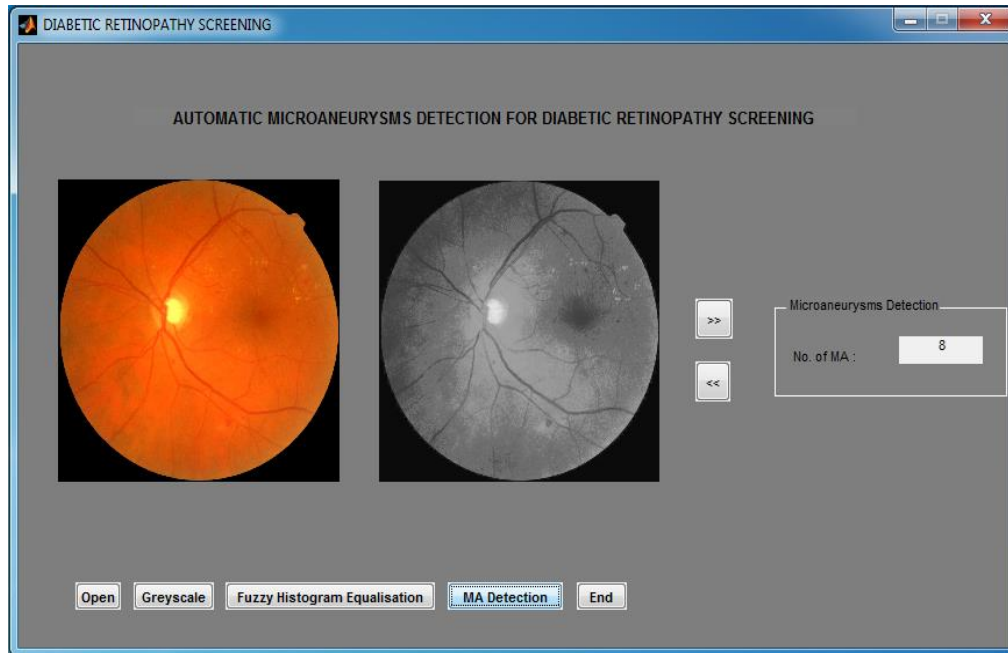 DIABETIC RETINOPATHY SCREENING
AUTOMATIC MICROANEURYSMS DETECTION FOR DIABETIC RETINOPATHY SCREENING
>>
<<
Microaneurysms Detection
No. of MA : 8
Open Greyscale Fuzzy Histogram Equalisation MA Detection End